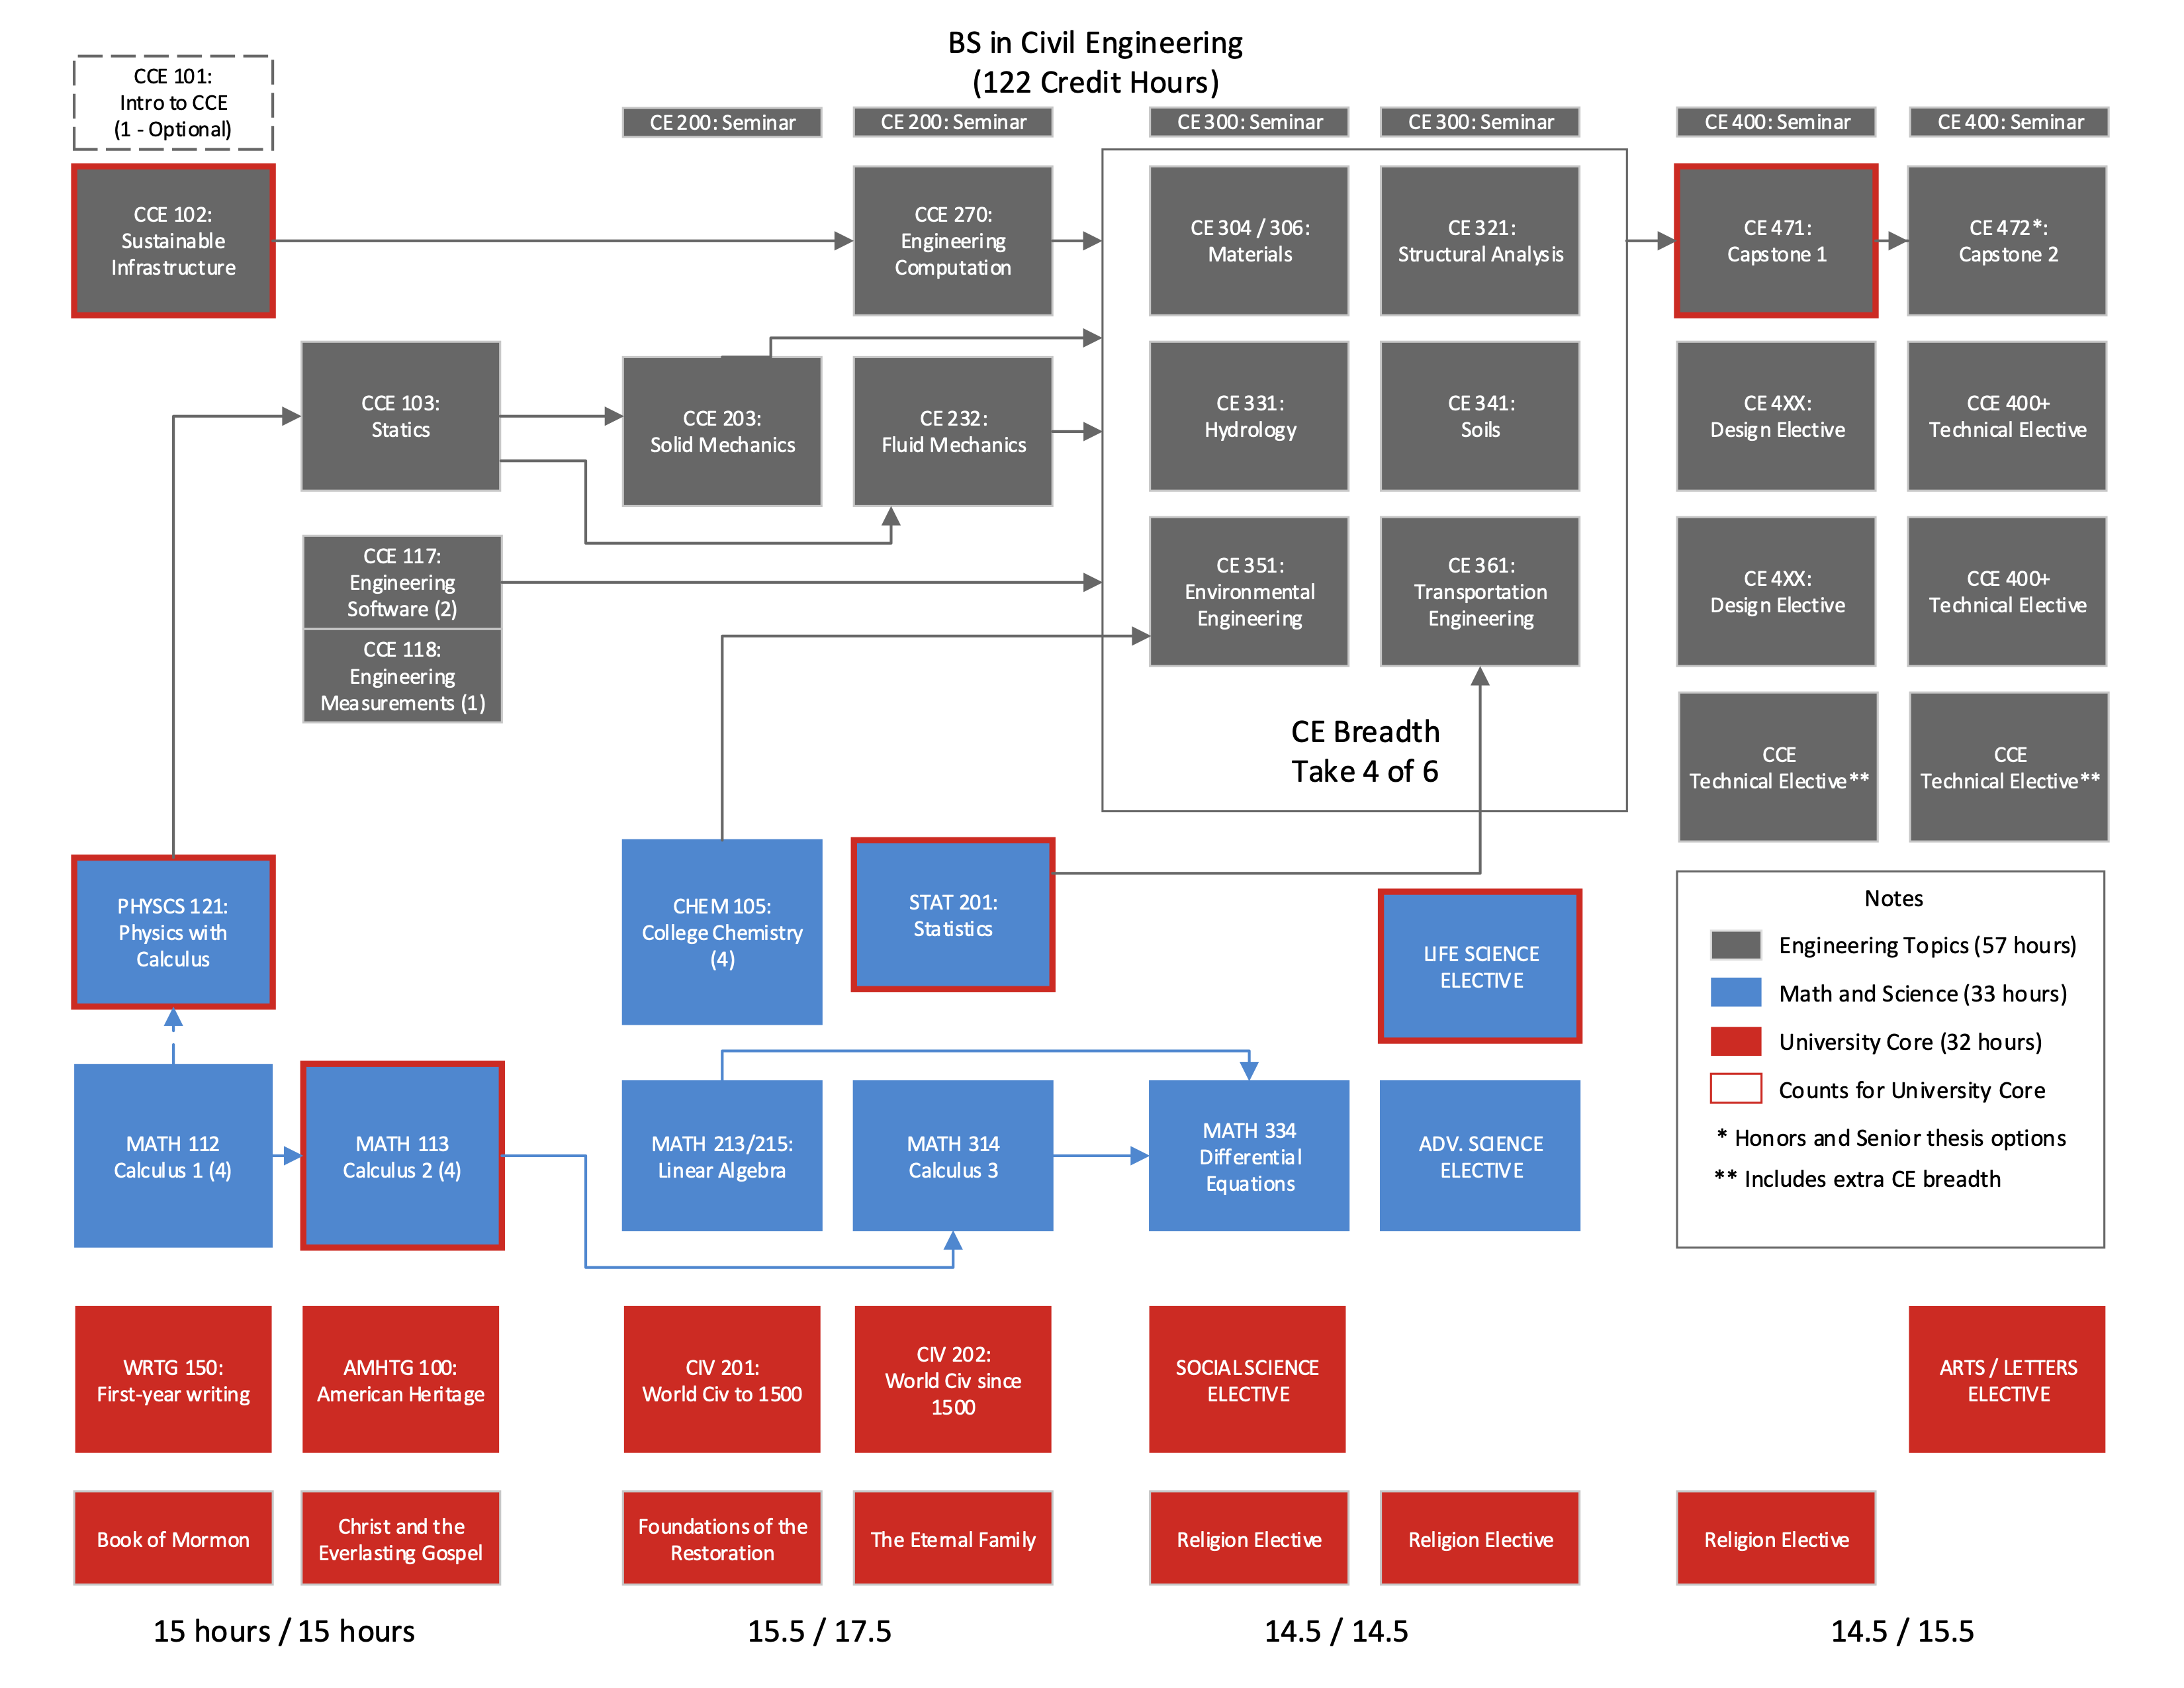 BS in Civil Engineering
(122 Credit Hours)
CCE 101:
Intro to CCE
(1 - Optional)
CE 200: Seminar
CE 200: Seminar
CE 300: Seminar
CE 300: Seminar
CE 400: Seminar
CE 400: Seminar
CCE 102:
Sustainable
Infrastructure
CCE 270:
Engineering
Computation
CE 304 / 306:
Materials
CE 321:
Structural Analysis
CE 471:
Capstone 1
CE 472*:
Capstone 2
CCE 103:
Statics
CCE 203:
Solid Mechanics
CE 232:
Fluid Mechanics
CE 331:
Hydrology
CE 341:
Soils
CE 4XX:
Design Elective
CCE 400+
Technical Elective
CCE 117:
Engineering
Software (2)
CCE 118:
Engineering
Measurements (1)
CE 351:
Environmental
Engineering
CE 361:
Transportation
Engineering
CE 4XX:
Design Elective
CCE 400+
Technical Elective
CE Breadth
Take 4 of 6
CCE
Technical Elective**
CCE
Technical Elective**
PHYSCS 121:
Physics with
Calculus
CHEM 105:
College Chemistry
(4)
STAT 201:
Statistics
LIFE SCIENCE
ELECTIVE
Notes
Engineering Topics (57 hours)
Math and Science (33 hours)
University Core (32 hours)
Counts for University Core
* Honors and Senior thesis options
** Includes extra CE breadth
MATH 112
Calculus 1 (4)
MATH 113
Calculus 2 (4)
MATH 213/215:
Linear Algebra
MATH 314
Calculus 3
MATH 334
Differential
Equations
ADV. SCIENCE
ELECTIVE
WRTG 150:
First-year writing
AMHTG 100:
American Heritage
CIV 201:
World Civ to 1500
CIV 202:
World Civ since
1500
SOCIAL SCIENCE
ELECTIVE
ARTS / LETTERS
ELECTIVE
Book of Mormon
Christ and the
Everlasting Gospel
Foundations of the
Restoration
The Eternal Family
Religion Elective
Religion Elective
Religion Elective
15 hours / 15 hours
15.5 / 17.5
14.5 / 14.5
14.5 / 15.5